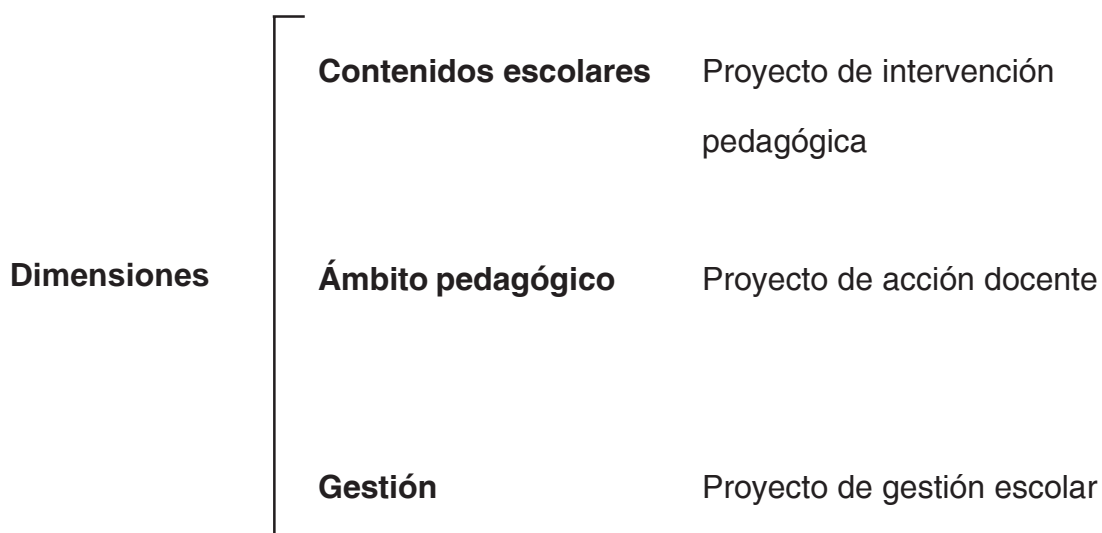 Contenidos escolares Proyecto de intervención
pedagógica
Dimensiones Ámbito pedagógico Proyecto de acción docente
Gestión Proyecto de gestión escolar